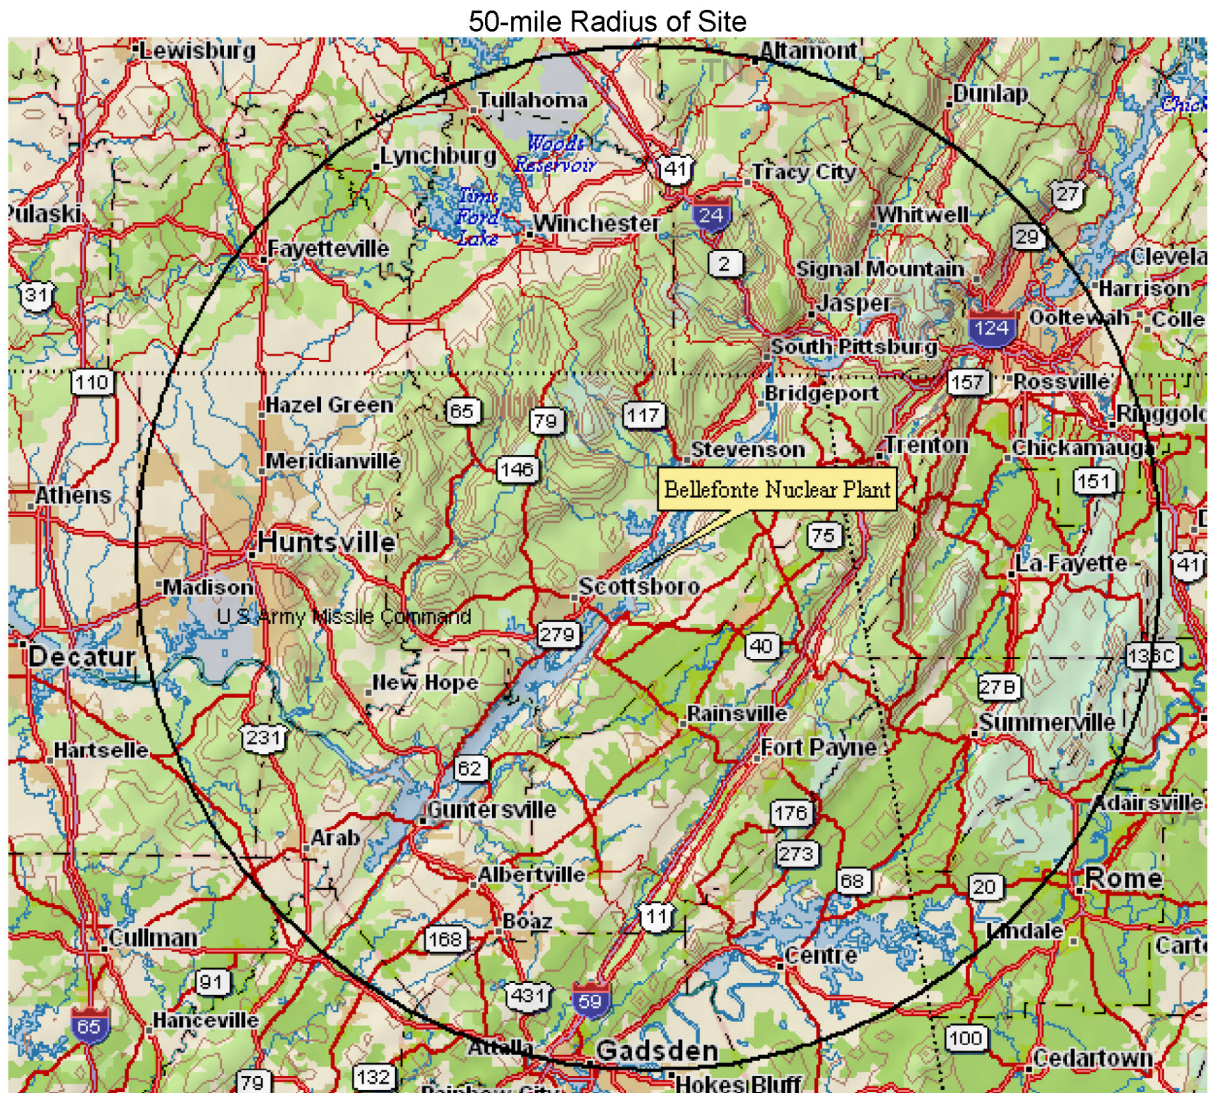 50-mile Radius of Site
Lewisburg
Altamont
TN
Tullahoma
Dunlap
Woods
Reservoir
Lynchburg
41
Tracy City
27
Tims
Ford
Lake
Pulaski
Winchester
24
Whitwell
29
Fayetteville
2
Signal Mountain
Clevela
31
Jasper
Harrison
124
Ooltewah
Colle
South Pittsburg
110
157
Rossville
Bridgeport
Hazel Green
65
79
117
Ringgold
Stevenson
Trenton
Chickamauga
Meridianville
146
151
Athens
Bellefonte Nuclear Plant
75
Huntsville
La Fayette
41
Madison
Scottsboro
U S Army Missile Command
279
40
Decatur
New Hope
27B
Rainsville
Summerville
231
Hartselle
Fort Payne
62
Guntersville
176
Adairsville
Arab
273
Albertville
68
20
Rome
Boaz
11
Cullman
168
Lindale
Centre
Carte
91
431
59
65
Hanceville
Attalla
Gadsden
100
Cedartown
79
132
Rainbow City
Hokes Bluff